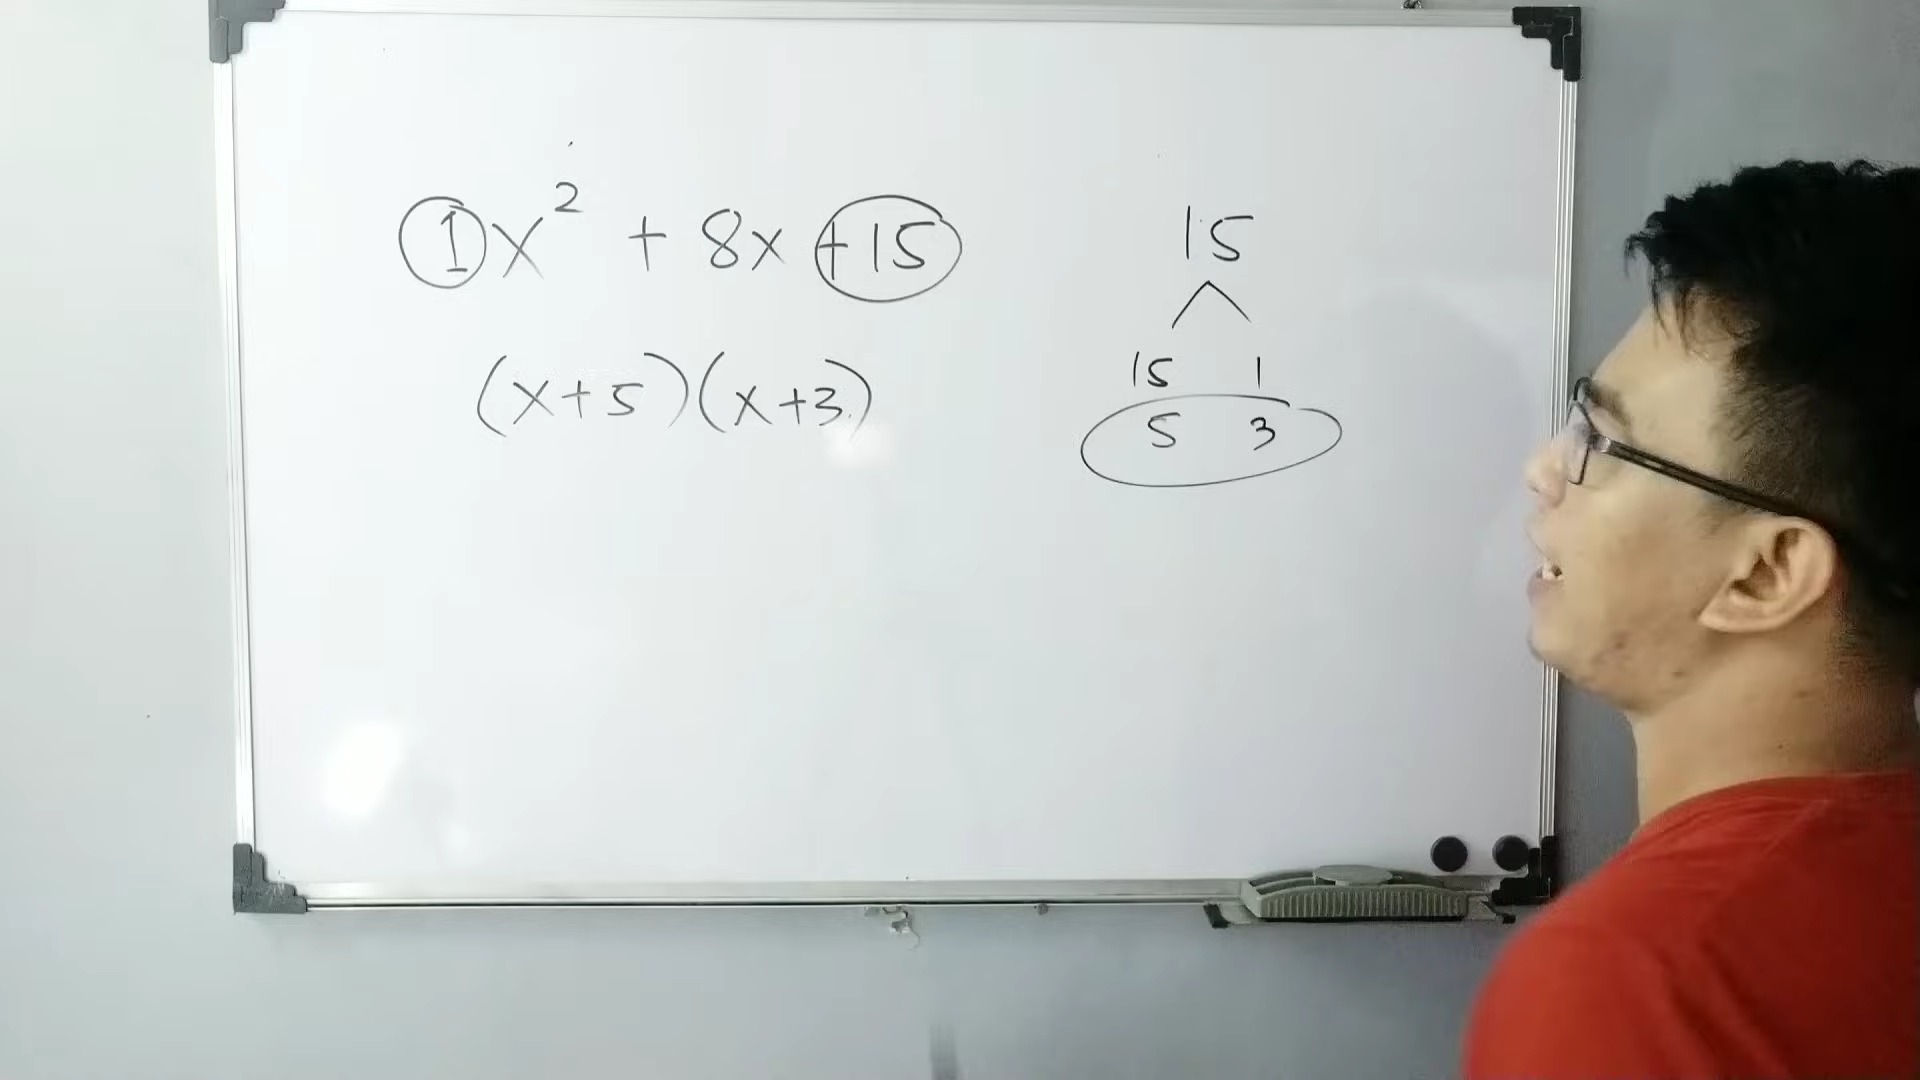 1x² + 8x +15
(x+5)(x+3)
15
15 1
5 3